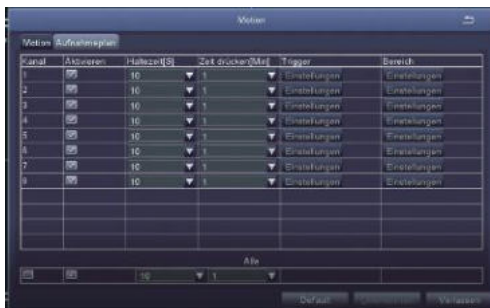 Motion
Motion Aufnahmeplan
Kanal Aktivieren Haltezeit[S] Zeit drücken[Min] Trigger Bereich
1 10 1 Einstellungen Einstellungen
2 10 1 Einstellungen Einstellungen
3 10 1 Einstellungen Einstellungen
4 10 1 Einstellungen Einstellungen
5 10 1 Einstellungen Einstellungen
6 10 1 Einstellungen Einstellungen
7 10 1 Einstellungen Einstellungen
8 10 1 Einstellungen Einstellungen
Alle
10 1
Default Verlassen